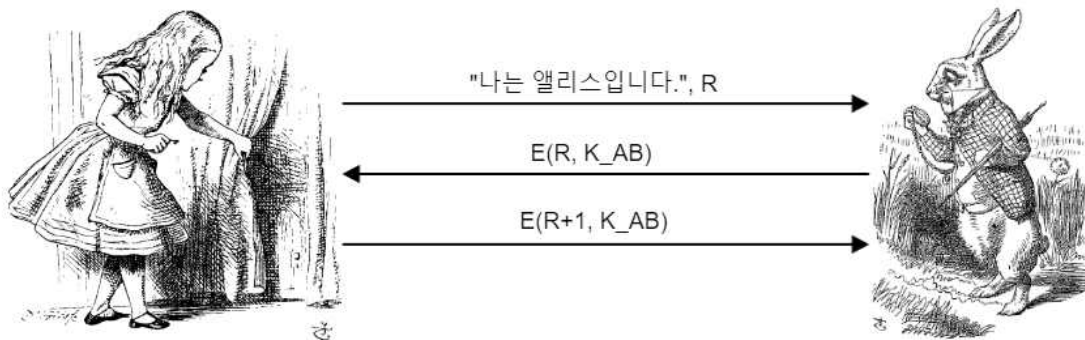 "나는 앨리스입니다.", R
E(R, K_AB)
E(R+1, K_AB)